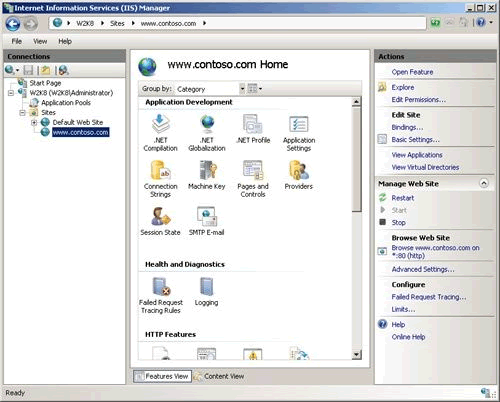 Internet Information Services (IIS) Manager
W2K8 Sites www.contoso.com
File View Help
Connections
Start Page
W2K8 (W2K8\Administrator)
Application Pools
Sites
Default Web Site
www.contoso.com
www.contoso.com Home
Group by: Category
Application Development
.NET Compilation
.NET Globalization
.NET Profile
Application Settings
Connection Strings
Machine Key
Pages and Controls
Providers
Session State
SMTP E-mail
Health and Diagnostics
Failed Request Tracing Rules
Logging
HTTP Features
Features View
Content View
Actions
Open Feature
Explore
Edit Permissions...
Edit Site
Bindings...
Basic Settings...
View Applications
View Virtual Directories
Manage Web Site
Restart
Start
Stop
Browse Web Site
Browse www.contoso.com on
*:80 (http)
Advanced Settings...
Configure
Failed Request Tracing...
Limits...
Help
Online Help
Ready